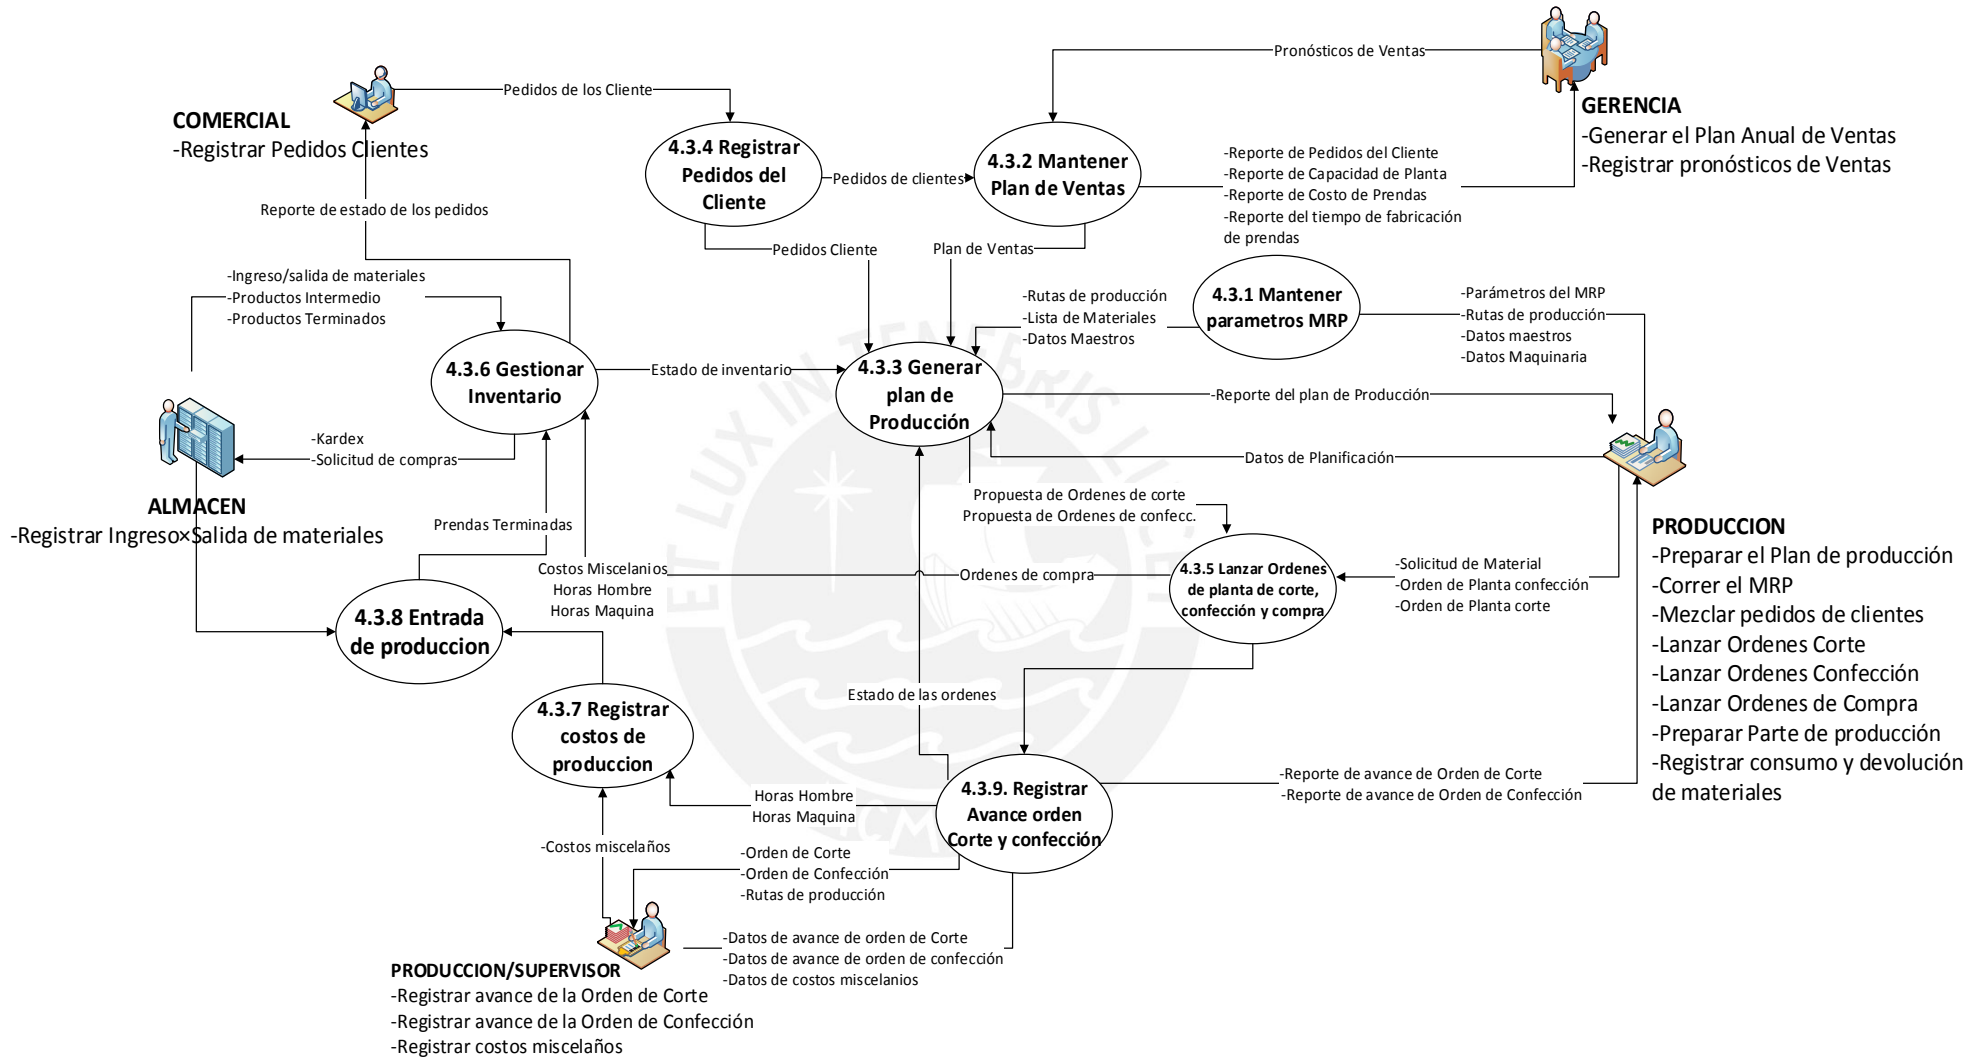 Pronósticos de Ventas
Pedidos de los Cliente
COMERCIAL
-Registrar Pedidos Clientes
GERENCIA
-Generar el Plan Anual de Ventas
-Registrar pronósticos de Ventas
4.3.4 Registrar
Pedidos del
Cliente
Pedidos de clientes
4.3.2 Mantener
Plan de Ventas
-Reporte de Pedidos del Cliente
-Reporte de Capacidad de Planta
-Reporte de Costo de Prendas
-Reporte del tiempo de fabricación
de prendas
Reporte de estado de los pedidos
Pedidos Cliente
Plan de Ventas
-Ingreso/salida de materiales
-Productos Intermedio
-Productos Terminados
-Rutas de producción
-Lista de Materiales
-Datos Maestros
4.3.1 Mantener
parametros MRP
-Parámetros del MRP
-Rutas de producción
-Datos maestros
-Datos Maquinaria
4.3.6 Gestionar
Inventario
Estado de inventario
4.3.3 Generar
plan de
Producción
-Reporte del plan de Producción
-Kardex
-Solicitud de compras
Datos de Planificación
ALMACEN
-Registrar Ingreso×Salida de materiales
Prendas Terminadas
Propuesta de Ordenes de corte
Propuesta de Ordenes de confecc.
PRODUCCION
-Preparar el Plan de producción
-Correr el MRP
-Mezclar pedidos de clientes
-Lanzar Ordenes Corte
-Lanzar Ordenes Confección
-Lanzar Ordenes de Compra
-Preparar Parte de producción
-Registrar consumo y devolución
de materiales
Costos Miscelanios
Horas Hombre
Horas Maquina
Ordenes de compra
4.3.5 Lanzar Ordenes
de planta de corte,
confección y compra
-Solicitud de Material
-Orden de Planta confección
-Orden de Planta corte
4.3.8 Entrada
de produccion
4.3.7 Registrar
costos de
produccion
Estado de las ordenes
Horas Hombre
Horas Maquina
4.3.9. Registrar
Avance orden
Corte y confección
-Reporte de avance de Orden de Corte
-Reporte de avance de Orden de Confección
-Costos miscelaños
-Orden de Corte
-Orden de Confección
-Rutas de producción
-Datos de avance de orden de Corte
-Datos de avance de orden de confección
-Datos de costos miscelanios
PRODUCCION/SUPERVISOR
-Registrar avance de la Orden de Corte
-Registrar avance de la Orden de Confección
-Registrar costos miscelaños